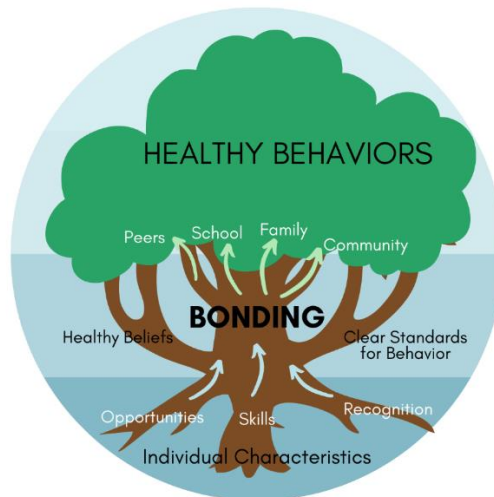 HEALTHY BEHAVIORS
Peers
School
Family
Community
BONDING
Healthy Beliefs
Clear Standards
for Behavior
Opportunities
Skills
Recognition
Individual Characteristics